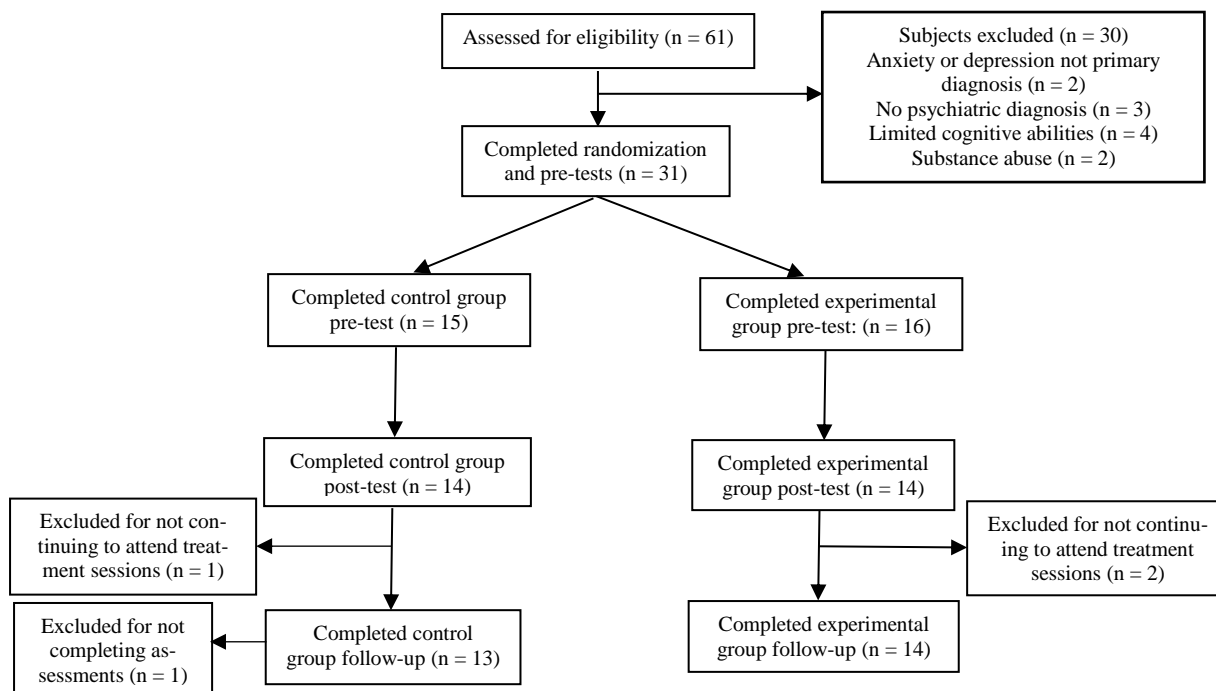 Assessed for eligibility (n = 61)
Subjects excluded (n = 30)
Anxiety or depression not primary
diagnosis (n = 2)
No psychiatric diagnosis (n = 3)
Limited cognitive abilities (n = 4)
Substance abuse (n = 2)
Completed randomization
and pre-tests (n = 31)
Completed control group
pre-test (n = 15)
Completed experimental
group pre-test: (n = 16)
Completed control group
post-test (n = 14)
Completed experimental
group post-test (n = 14)
Excluded for not con-
tinuing to attend treat-
ment sessions (n = 1)
Excluded for not continu-
ing to attend treatment
sessions (n = 2)
Excluded for not
completing as-
sessments (n = 1)
Completed control
group follow-up (n = 13)
Completed experimental
group follow-up (n = 14)